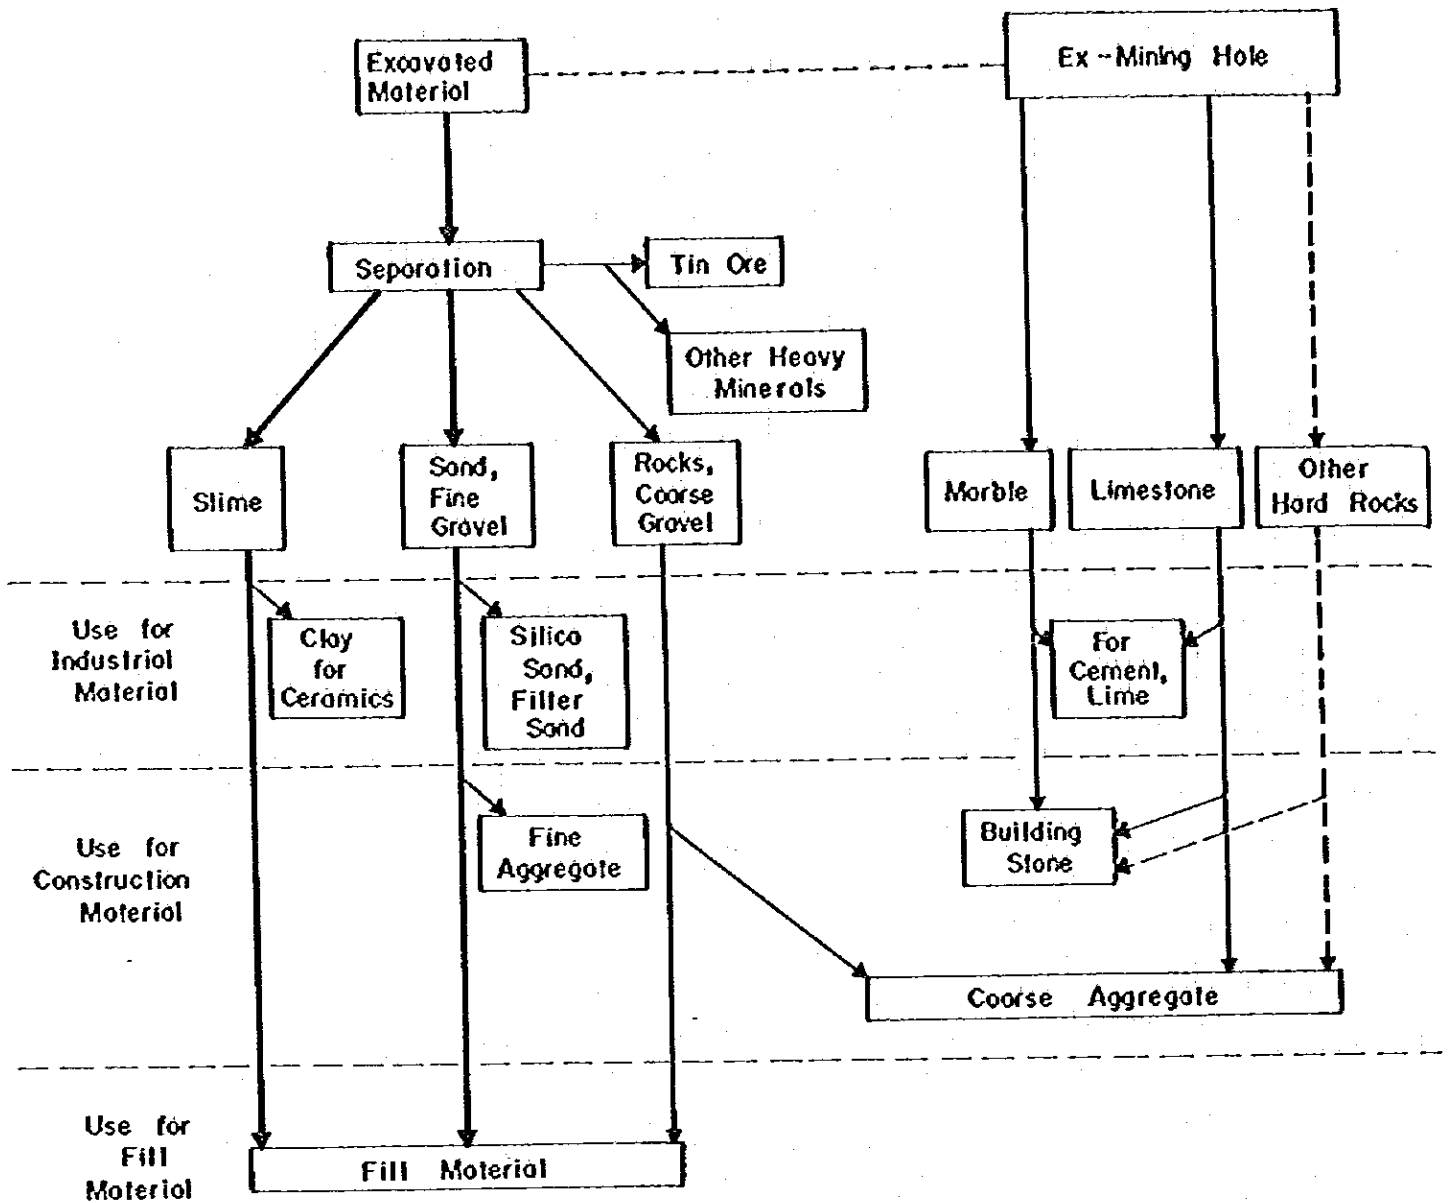 Excavated
Material
Ex-Mining Hole
Separation
Tin Ore
Other Heavy
Minerals
Slime
Sand,
Fine
Gravel
Rocks,
Coarse
Gravel
Marble
Limestone
Other
Hard Rocks
Use for
Industrial
Material
Clay
for
Ceramics
Silica
Sand,
Filter
Sand
For
Cement,
Lime
Use for
Construction
Material
Fine
Aggregate
Building
Stone
Coarse Aggregate
Use for
Fill
Material
Fill Material